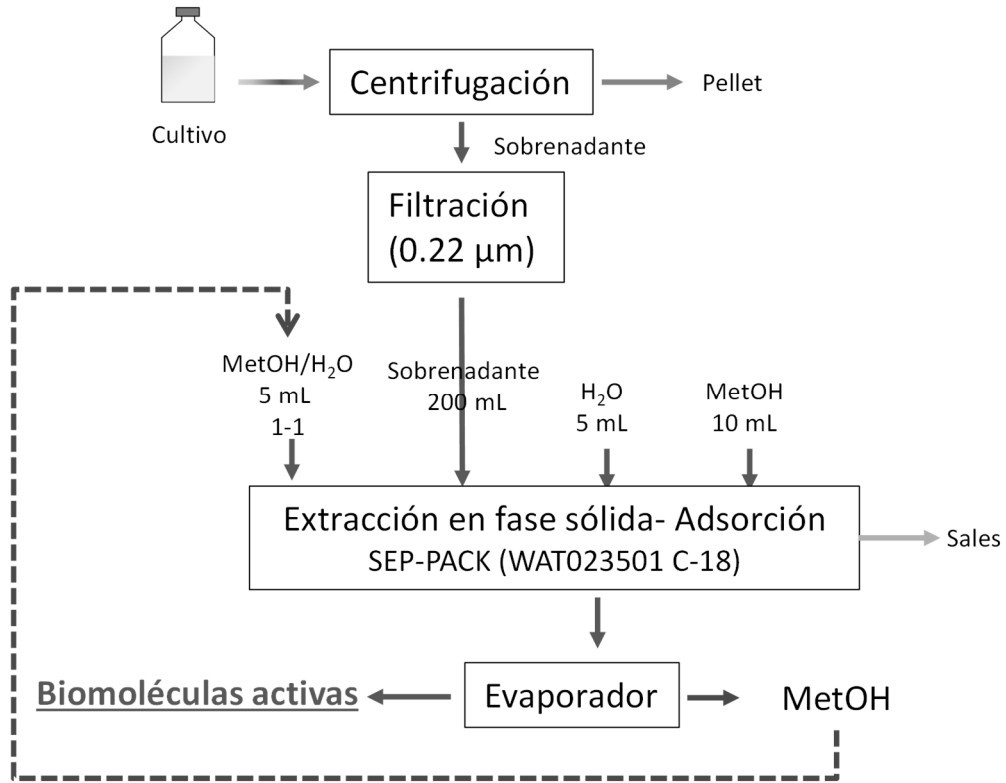 Centrifugación
Pellet
Cultivo
Sobrenadante
Filtración
(0.22 µm)
MetOH/H₂O
5 mL
1-1
Sobrenadante
200 mL
H₂O
5 mL
MetOH
10 mL
Extracción en fase sólida- Adsorción
SEP-PACK (WAT023501 C-18)
Sales
Biomoléculas activas
Evaporador
MetOH